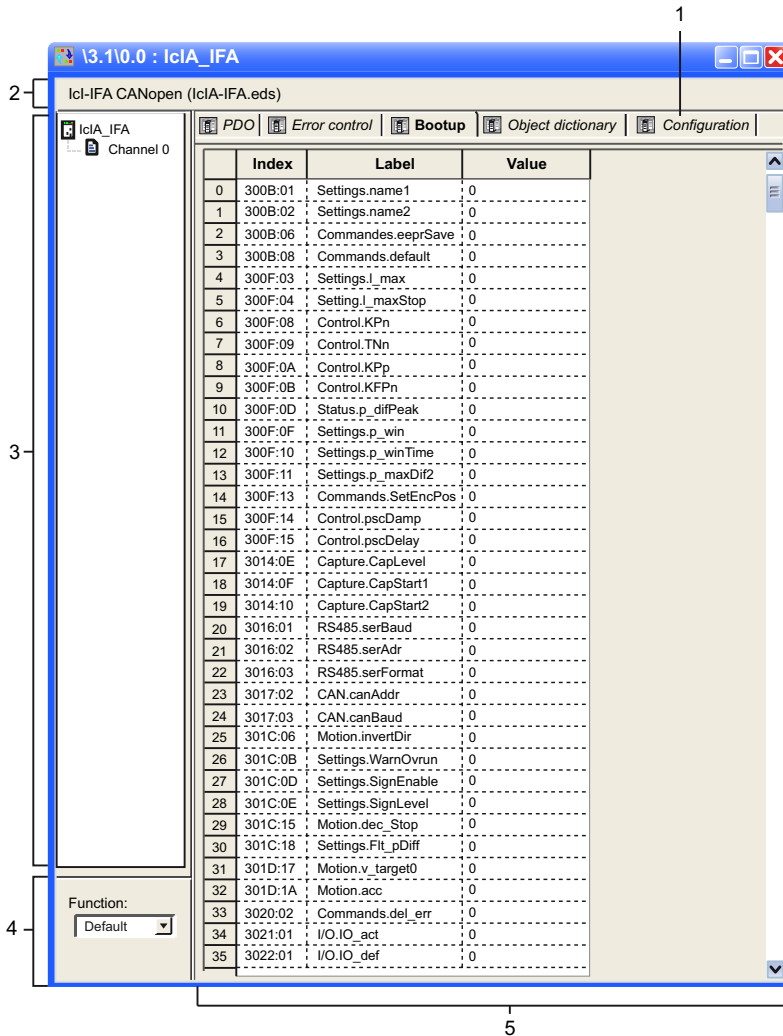 1
\3.1\0.0 : IclA_IFA
2
IcI-IFA CANopen (IcIA-IFA.eds)
IcIA_IFA
Channel 0
PDO Error control Bootup Object dictionary Configuration
Index Label Value
0 300B:01 Settings.name1 0
1 300B:02 Settings.name2 0
2 300B:06 Commandes.eeprSave 0
3 300B:08 Commands.default 0
4 300F:03 Settings.l_max 0
5 300F:04 Setting.l_maxStop 0
6 300F:08 Control.KPn 0
7 300F:09 Control.TNn 0
8 300F:0A Control.KPp 0
9 300F:0B Control.KFPn 0
10 300F:0D Status.p_difPeak 0
11 300F:0F Settings.p_win 0
3
12 300F:10 Settings.p_winTime 0
13 300F:11 Settings.p_maxDif2 0
14 300F:13 Commands.SetEncPos 0
15 300F:14 Control.pscDamp 0
16 300F:15 Control.pscDelay 0
17 3014:0E Capture.CapLevel 0
18 3014:0F Capture.CapStart1 0
19 3014:10 Capture.CapStart2 0
20 3016:01 RS485.serBaud 0
21 3016:02 RS485.serAdr 0
22 3016:03 RS485.serFormat 0
23 3017:02 CAN.canAddr 0
24 3017:03 CAN.canBaud 0
25 301C:06 Motion.invertDir 0
26 301C:0B Settings.WarnOvrun 0
27 301C:0D Settings.SignEnable 0
28 301C:0E Settings.SignLevel 0
29 301C:15 Motion.dec_Stop 0
30 301C:18 Settings.Flt_pDiff 0
31 301D:17 Motion.v_target0 0
32 301D:1A Motion.acc 0
33 3020:02 Commands.del_err 0
34 3021:01 I/O.IO_act 0
35 3022:01 I/O.IO_def 0
Function:
Default
4
5